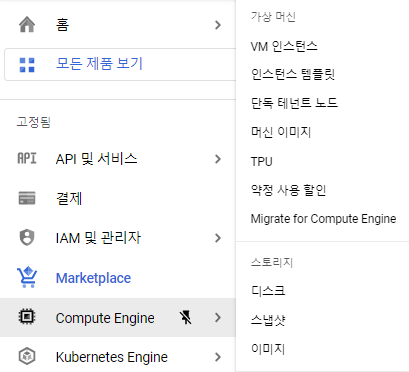 홈
모든 제품 보기
고정됨
API 및 서비스
결제
IAM 및 관리자
Marketplace
Compute Engine
Kubernetes Engine
가상 머신
VM 인스턴스
인스턴스 템플릿
단독 테넌트 노드
머신 이미지
TPU
약정 사용 할인
Migrate for Compute Engine
스토리지
디스크
스냅샷
이미지